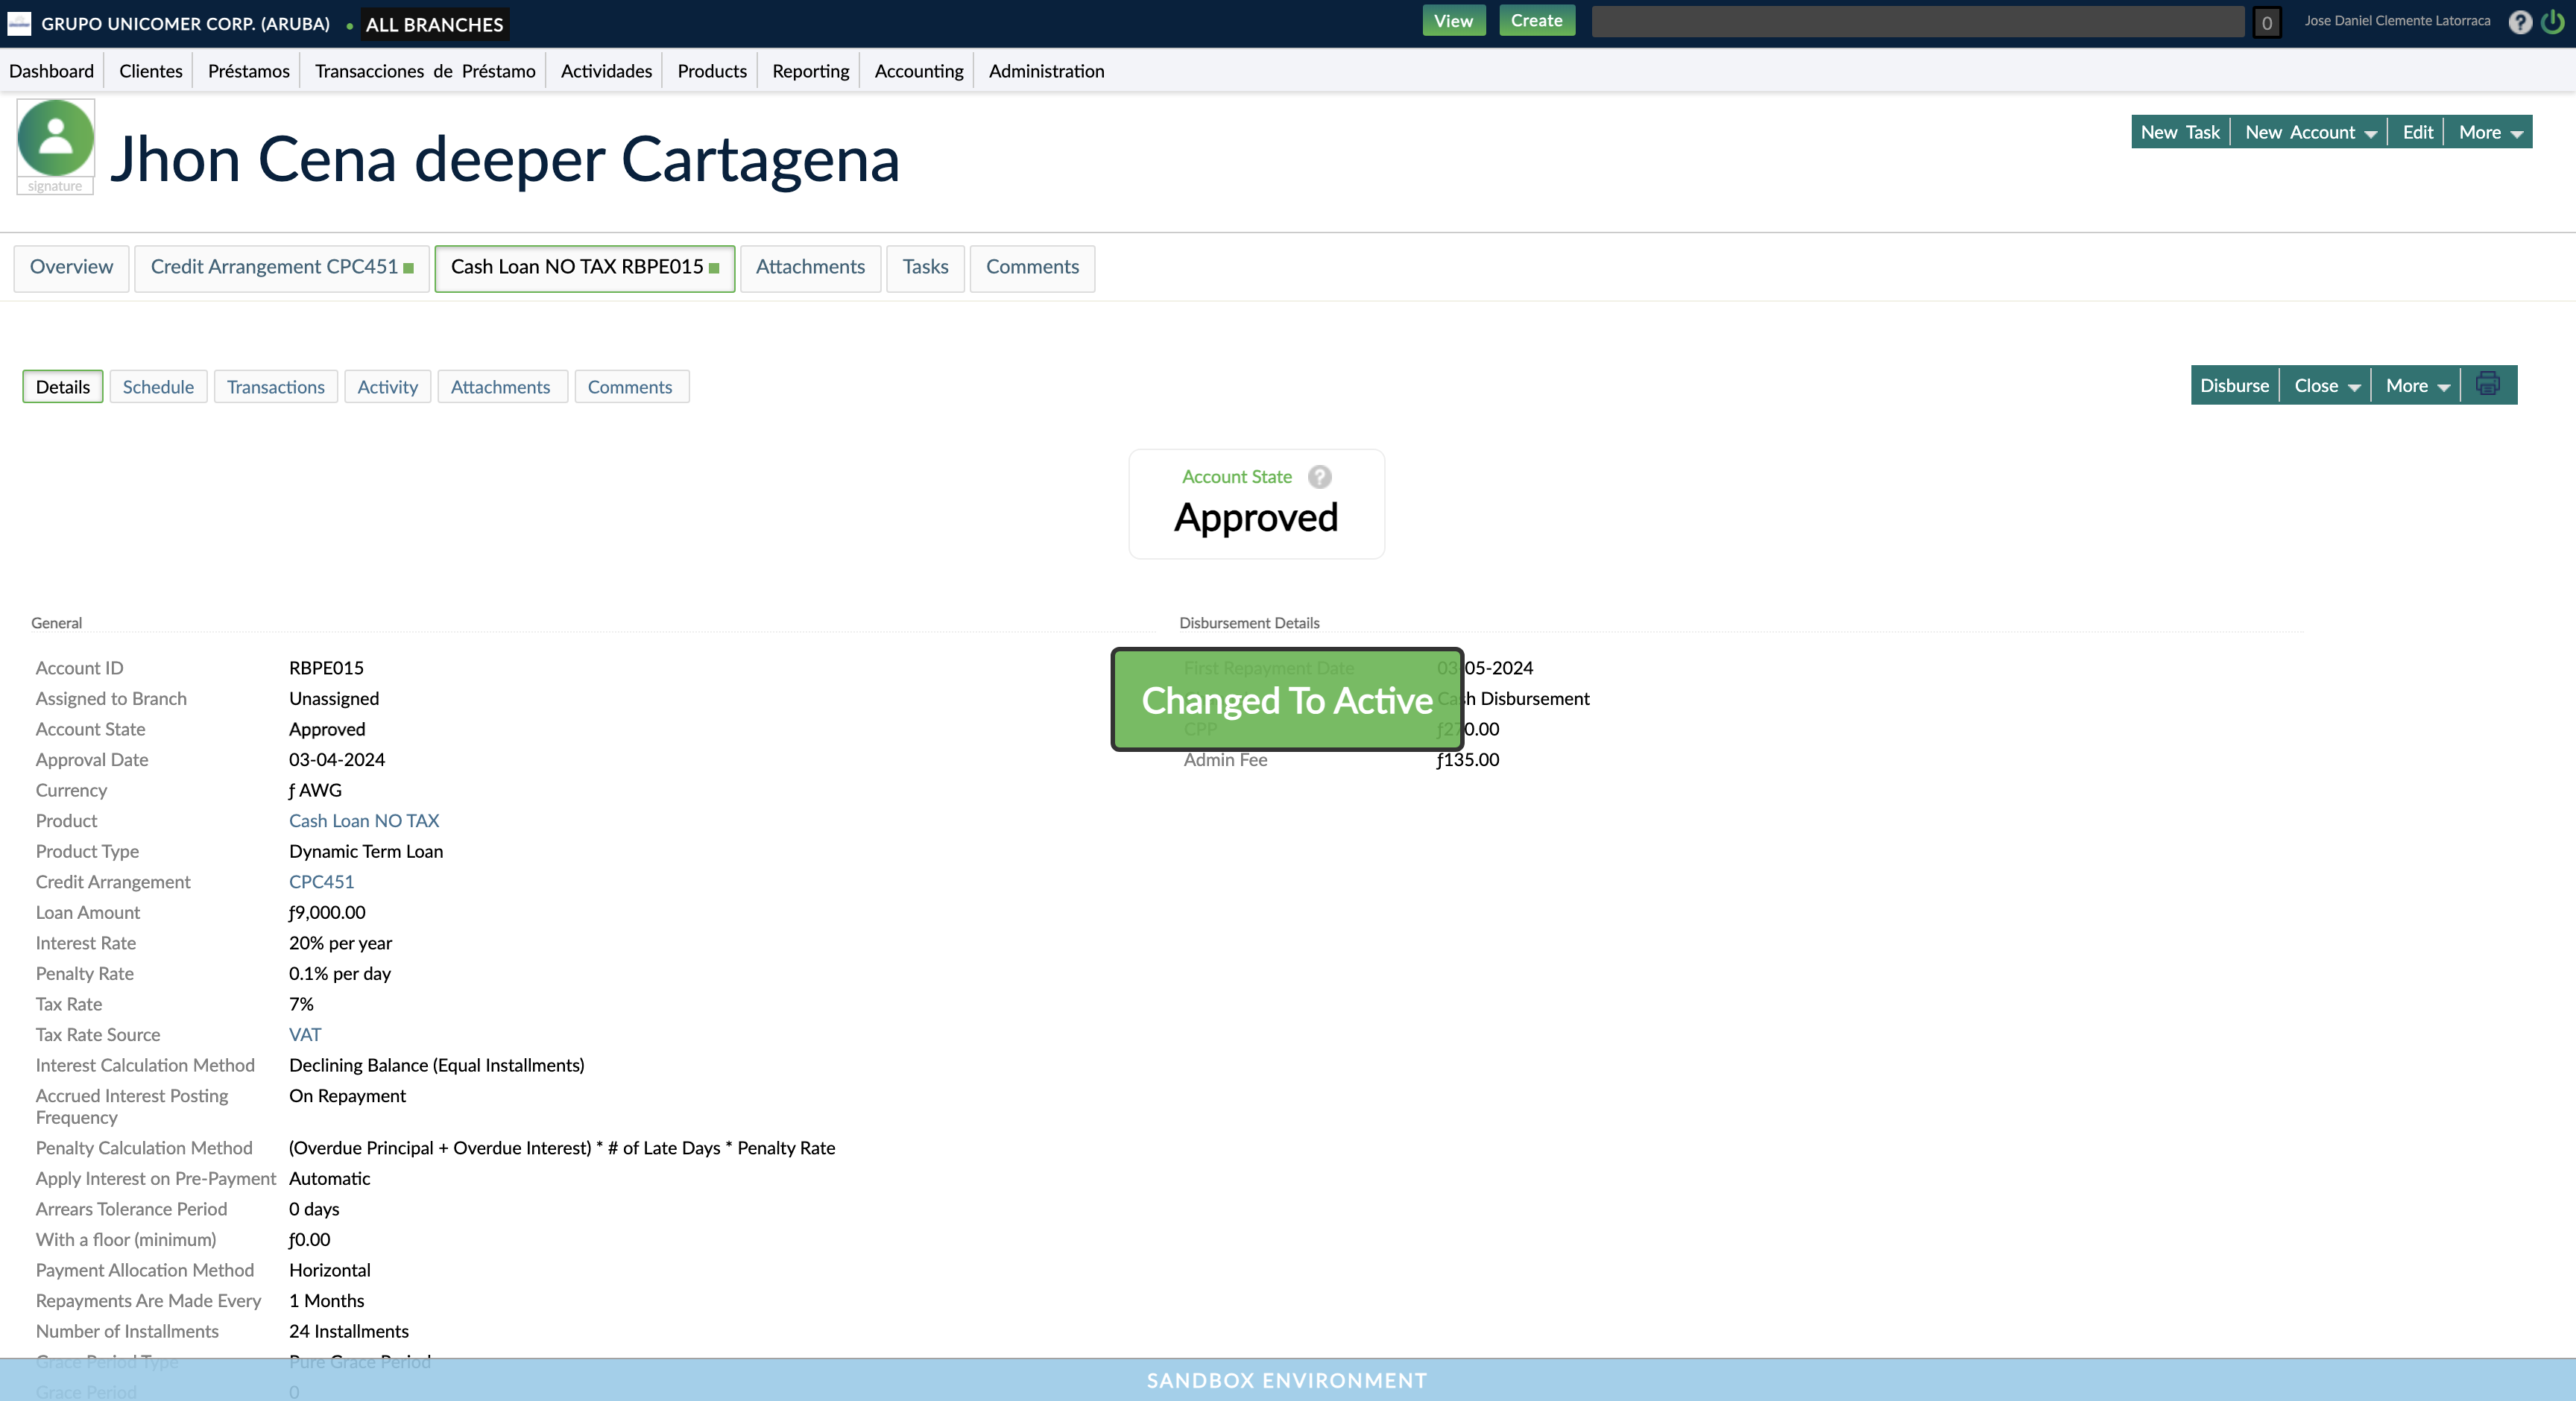 GRUPO UNICOMER CORP. (ARUBA) • ALL BRANCHES View Create 0 Jose Daniel Clemente Latorraca ?
Dashboard Clientes Préstamos Transacciones de Préstamo Actividades Products Reporting Accounting Administration
signature
Jhon Cena deeper Cartagena
New Task New Account Edit More
Overview Credit Arrangement CPC451 Cash Loan NO TAX RBPE015 Attachments Tasks Comments
Details Schedule Transactions Activity Attachments Comments
Disburse Close More
Account State ?
Approved
General
Account ID RBPE015
Assigned to Branch Unassigned
Account State Approved
Approval Date 03-04-2024
Currency ƒ AWG
Product Cash Loan NO TAX
Product Type Dynamic Term Loan
Credit Arrangement CPC451
Loan Amount ƒ9,000.00
Interest Rate 20% per year
Penalty Rate 0.1% per day
Tax Rate 7%
Tax Rate Source VAT
Interest Calculation Method Declining Balance (Equal Installments)
Accrued Interest Posting Frequency On Repayment
Penalty Calculation Method (Overdue Principal + Overdue Interest) * # of Late Days * Penalty Rate
Apply Interest on Pre-Payment Automatic
Arrears Tolerance Period 0 days
With a floor (minimum) ƒ0.00
Payment Allocation Method Horizontal
Repayments Are Made Every 1 Months
Number of Installments 24 Installments
Grace Period Type Pure Grace Period
Grace Period 0
Disbursement Details
First Repayment Date 03-05-2024
Cash Disbursement
CPP ƒ270.00
Admin Fee ƒ135.00
Changed To Active
SANDBOX ENVIRONMENT